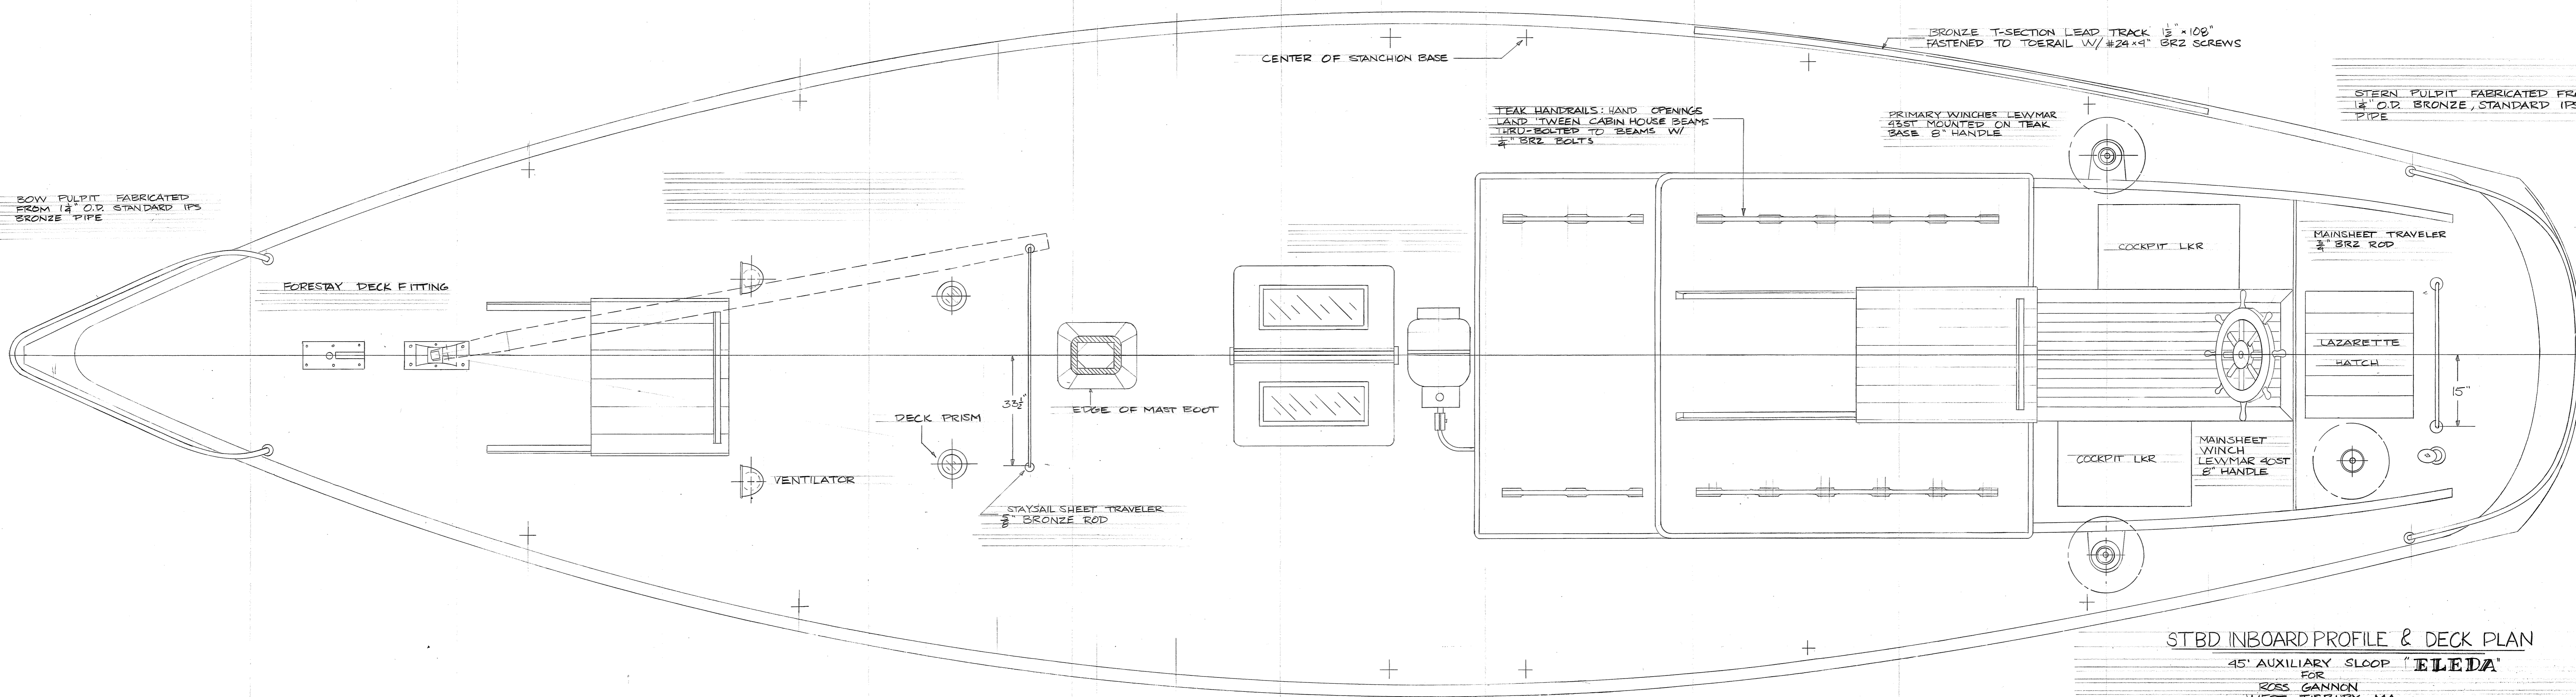 BOW PULPIT FABRICATED
FROM 1¼" O.D. STANDARD IPS
BRONZE PIPE
FORESTAY DECK FITTING
VENTILATOR
DECK PRISM
33½"
STAYSAIL SHEET TRAVELER
⅝" BRONZE ROD
EDGE OF MAST BOOT
CENTER OF STANCHION BASE
TEAK HANDRAILS: HAND OPENINGS
LAND 'TWEEN CABIN HOUSE BEAMS
THRU-BOLTED TO BEAMS W/
¼" BRZ BOLTS
BRONZE T-SECTION LEAD TRACK 1½" × 108"
FASTENED TO TOERAIL W/ #24×4" BRZ SCREWS
PRIMARY WINCHES LEWMAR
43ST MOUNTED ON TEAK
BASE 8" HANDLE
STERN PULPIT FABRICATED
1¼" O.D. BRONZE, STANDARD IPS
PIPE
COCKPIT LKR
MAINSHEET TRAVELER
¾" BRZ ROD
LAZARETTE
HATCH
15"
COCKPIT LKR
MAINSHEET
WINCH
LEWMAR 40ST
8" HANDLE
STBD INBOARD PROFILE & DECK PLAN
45' AUXILIARY SLOOP "ELEDA"
FOR
ROSS GANNON